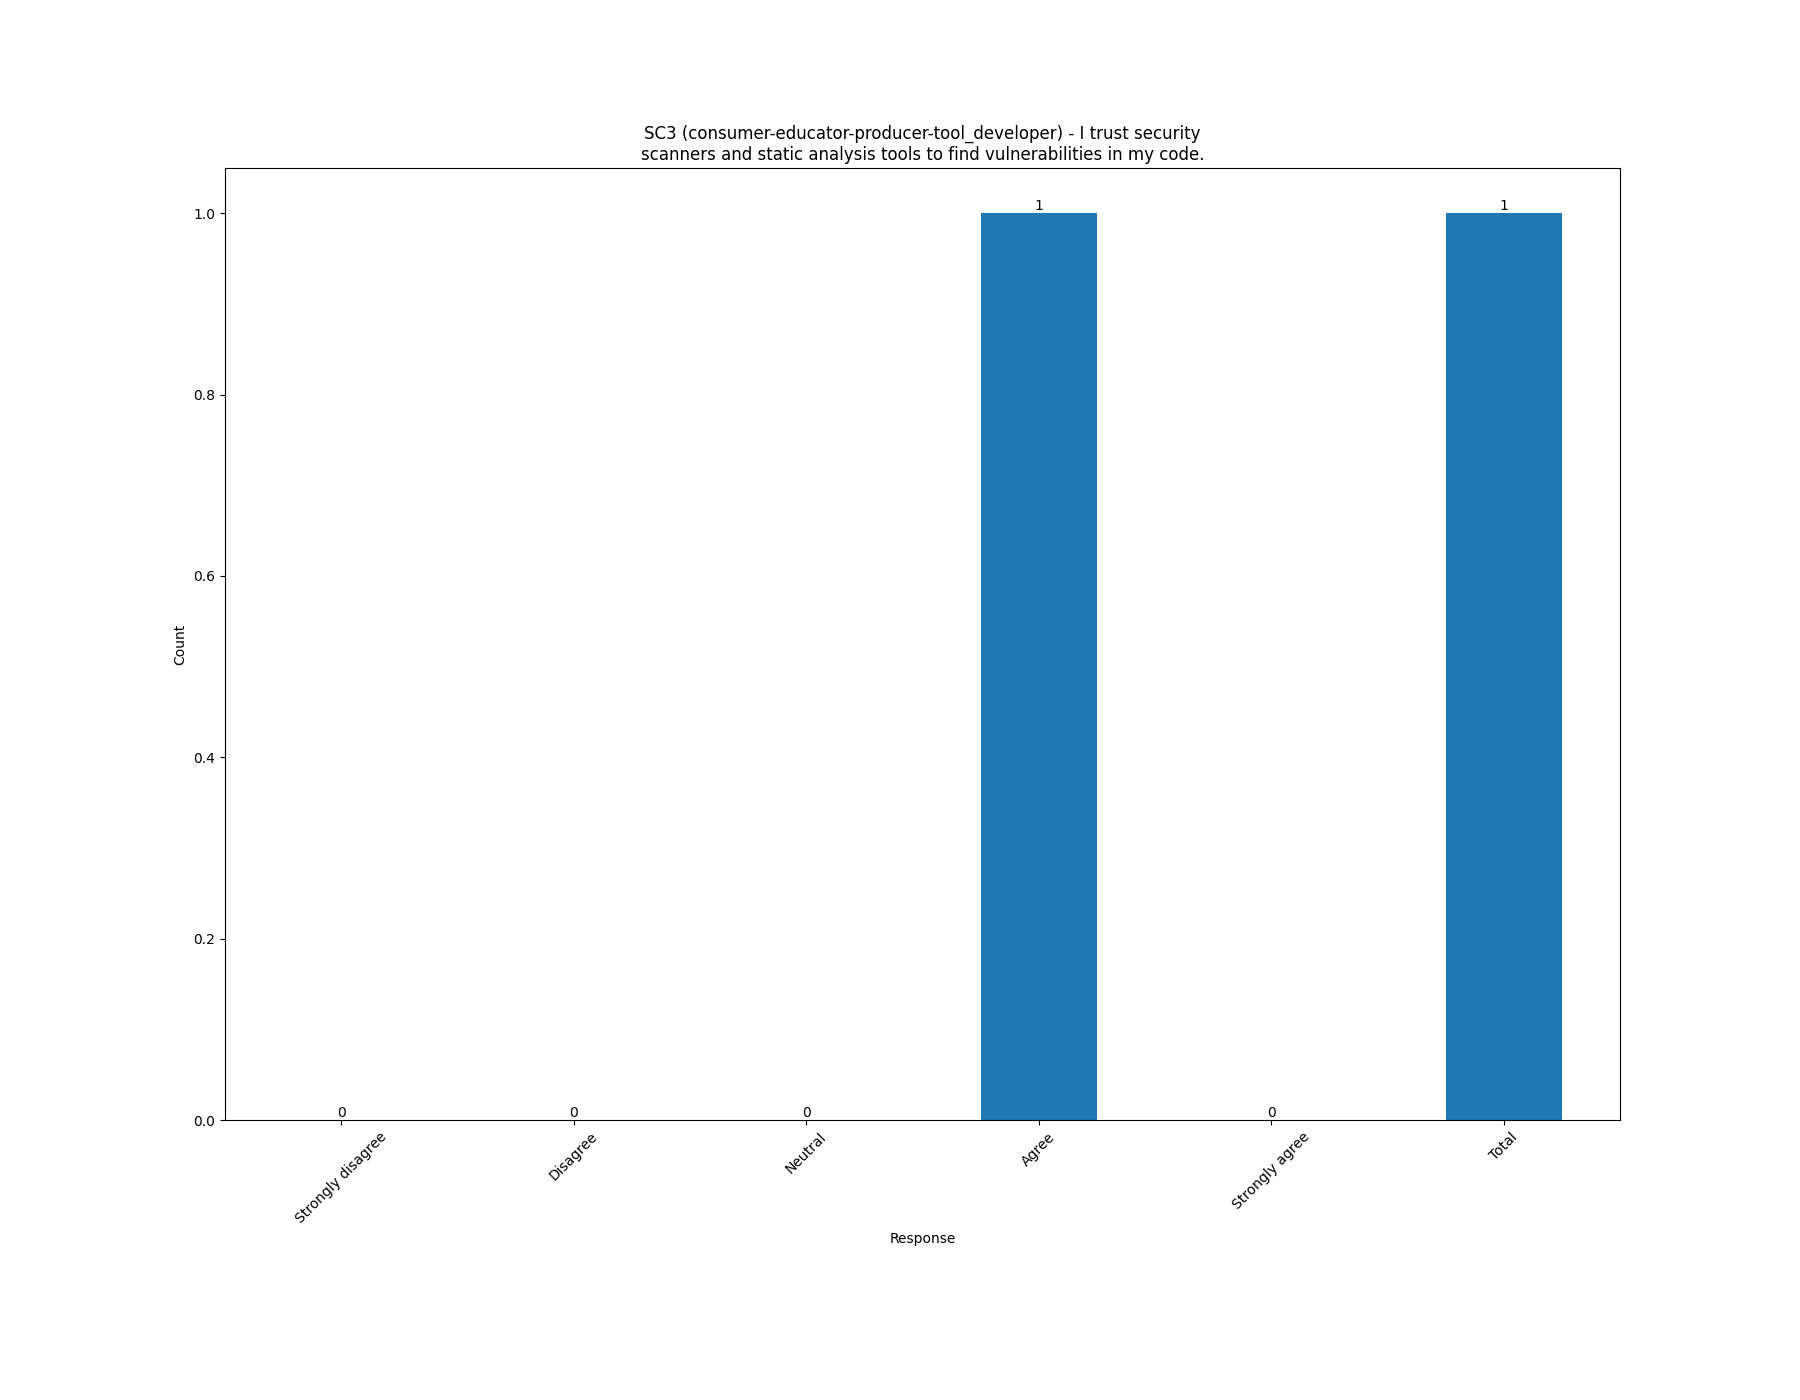 SC3 (consumer-educator-producer-tool_developer) - I trust security
scanners and static analysis tools to find vulnerabilities in my code.
1.0
0.8
0.6
0.4
0.2
0.0
Count
0
0
0
1
0
1
Strongly disagree
Disagree
Neutral
Agree
Strongly agree
Total
Response